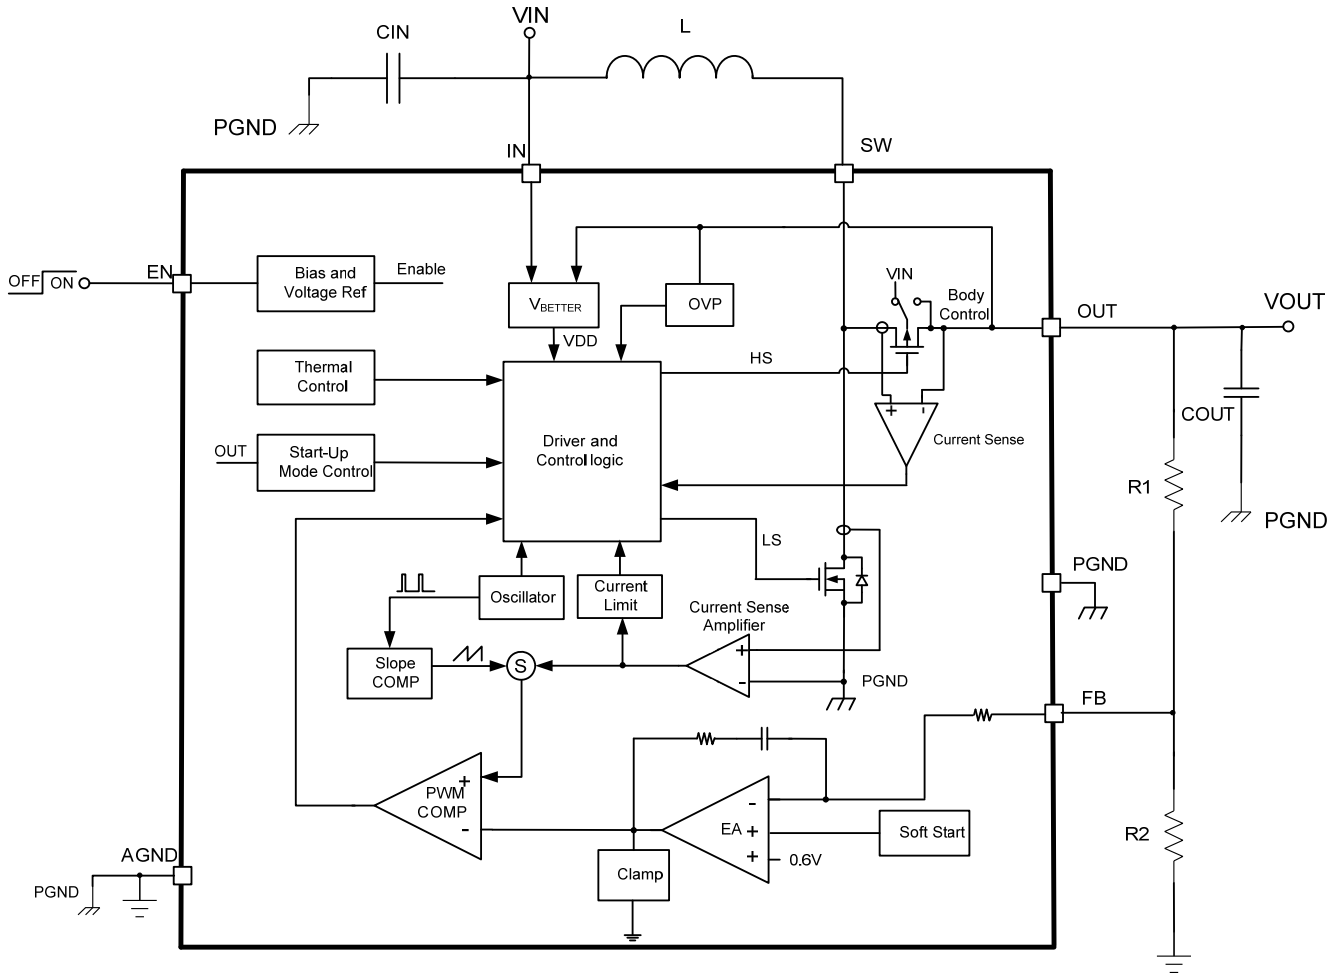 VIN
CIN
L
PGND
IN
SW
EN
OFF
ON
Bias and
Voltage Ref
Enable
VBETTER
OVP
VIN
Body
Control
OUT
VOUT
VDD
Thermal
Control
HS
+
-
COUT
Current Sense
OUT
Start-Up
Mode Control
Driver and
Control logic
R1
PGND
LS
PGND
Oscillator
Current
Limit
Current Sense
Amplifier
Slope
COMP
S
+
-
PGND
FB
PWM
COMP
+
-
EA
-
+
+
0.6V
Soft Start
R2
AGND
PGND
Clamp